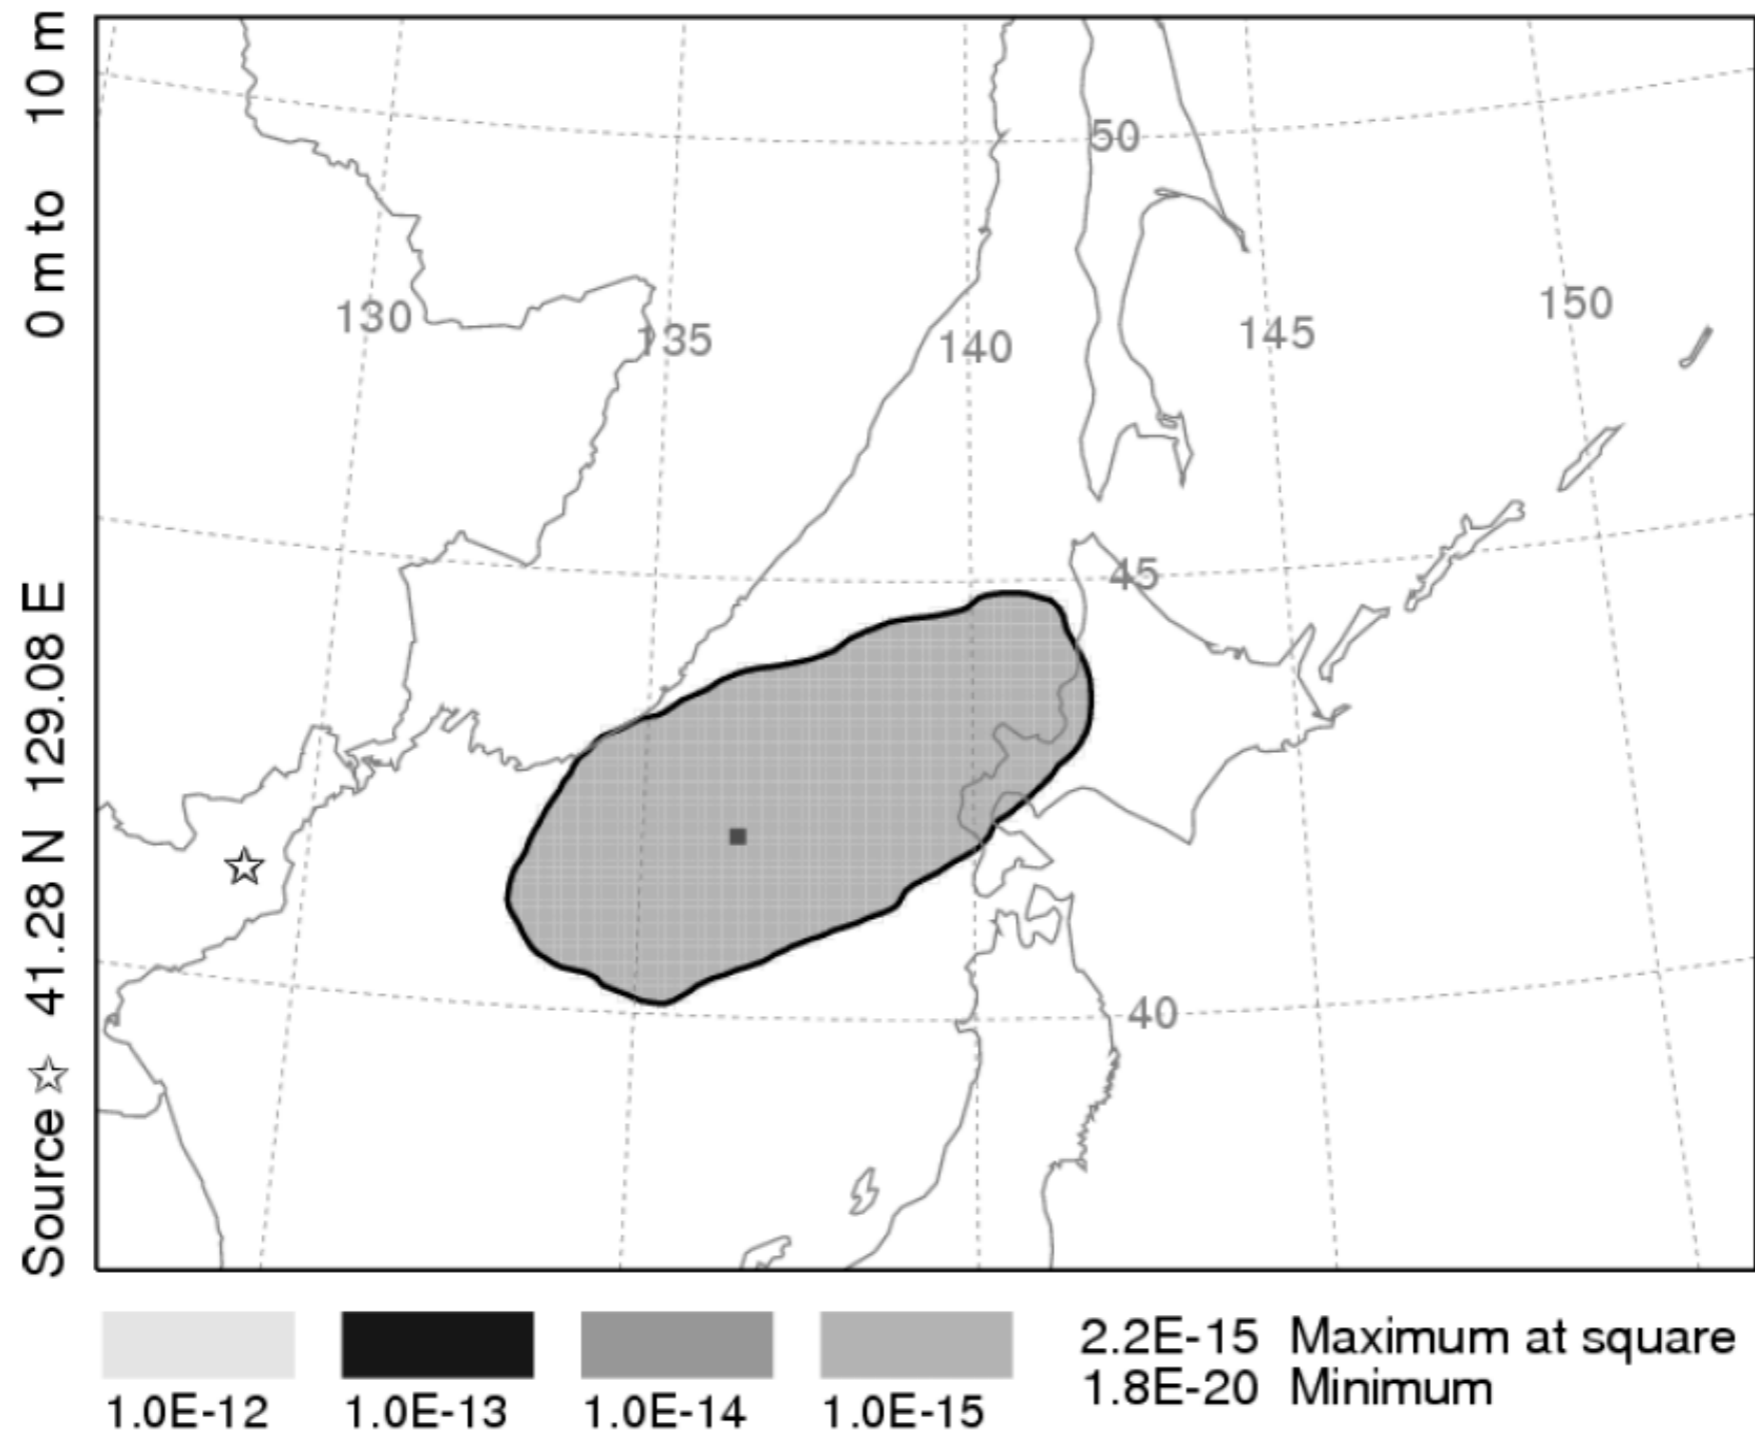 Source ☆ 41.28 N 129.08 E 0 m to 10 m
50
130
135
140
145
150
45
40
2.2E-15 Maximum at square
1.8E-20 Minimum
1.0E-12
1.0E-13
1.0E-14
1.0E-15